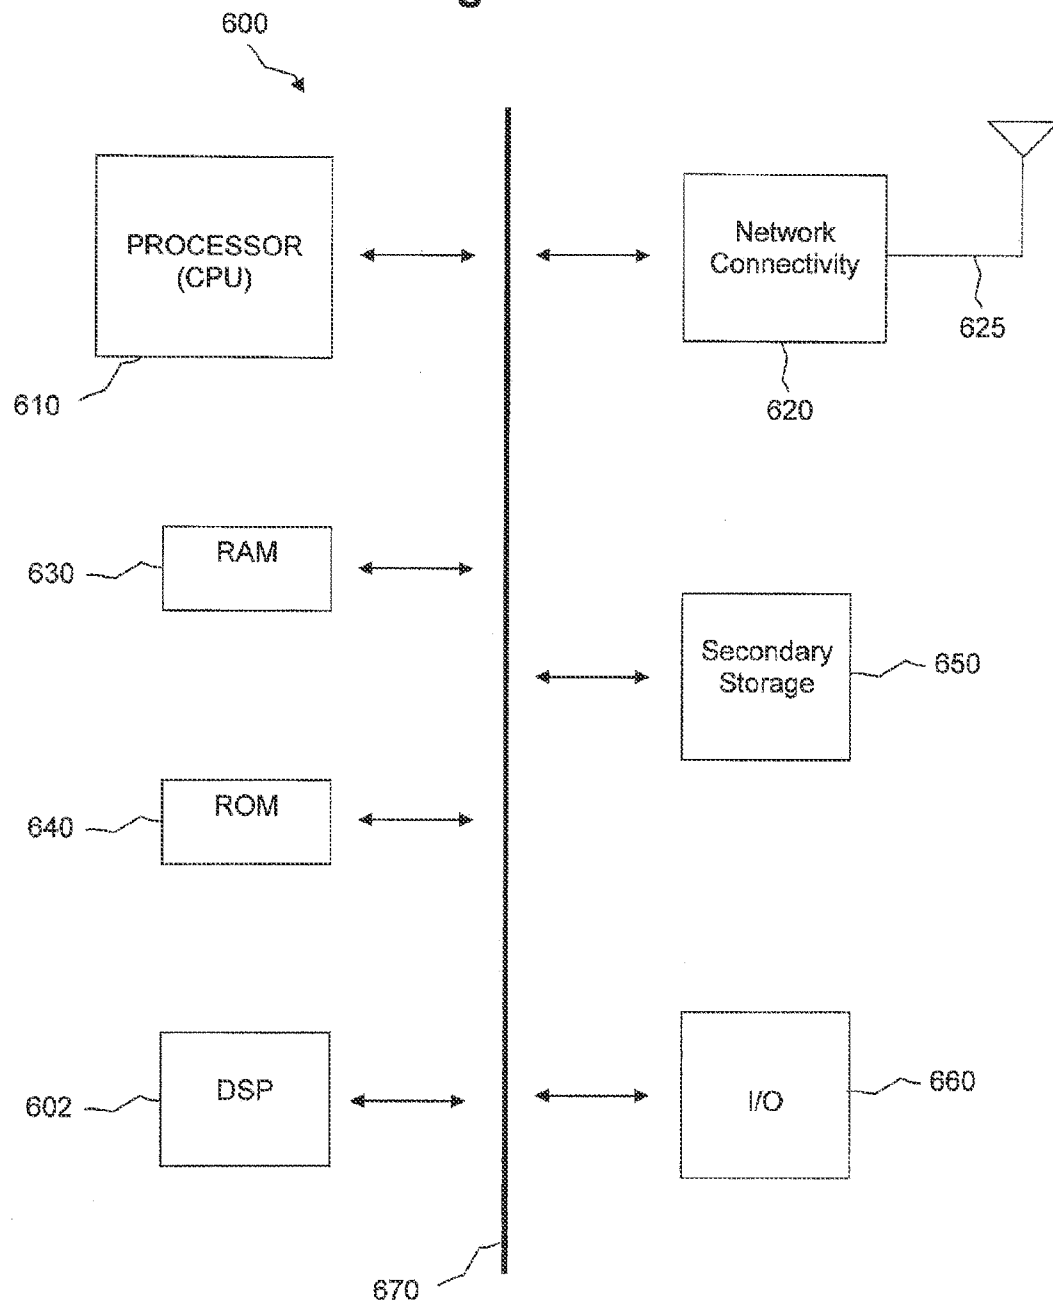 600
PROCESSOR
(CPU)
610
Network
Connectivity
625
620
RAM
630
Secondary
Storage
650
ROM
640
DSP
602
I/O
660
670